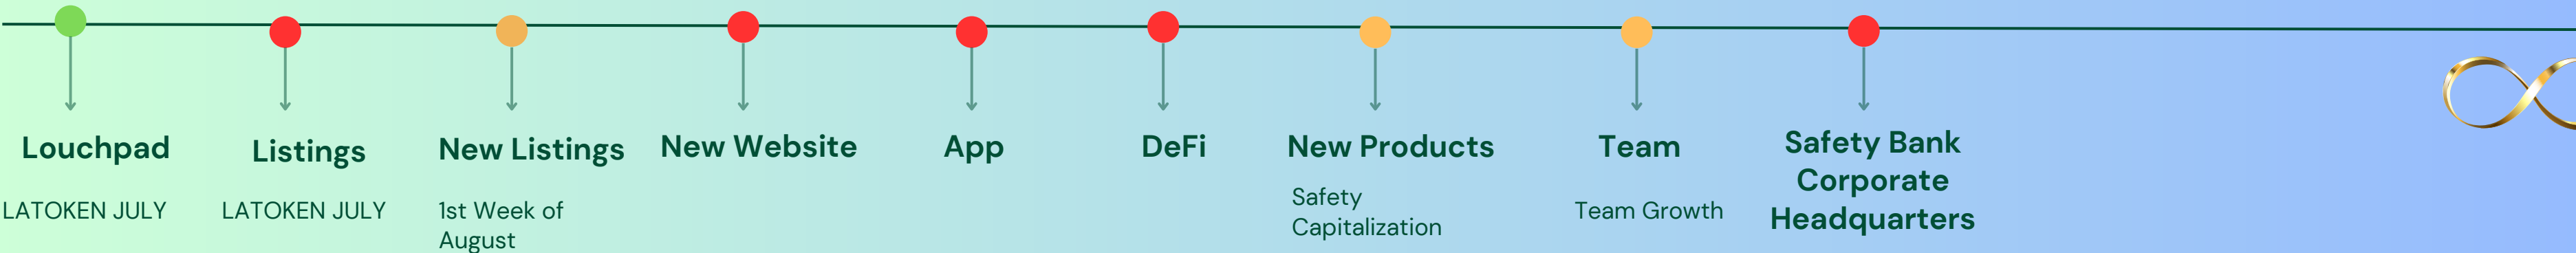 Louchpad
LATOKEN JULY
Listings
LATOKEN JULY
New Listings
1st Week of
August
New Website
App
DeFi
New Products
Safety
Capitalization
Team
Team Growth
Safety Bank
Corporate
Headquarters